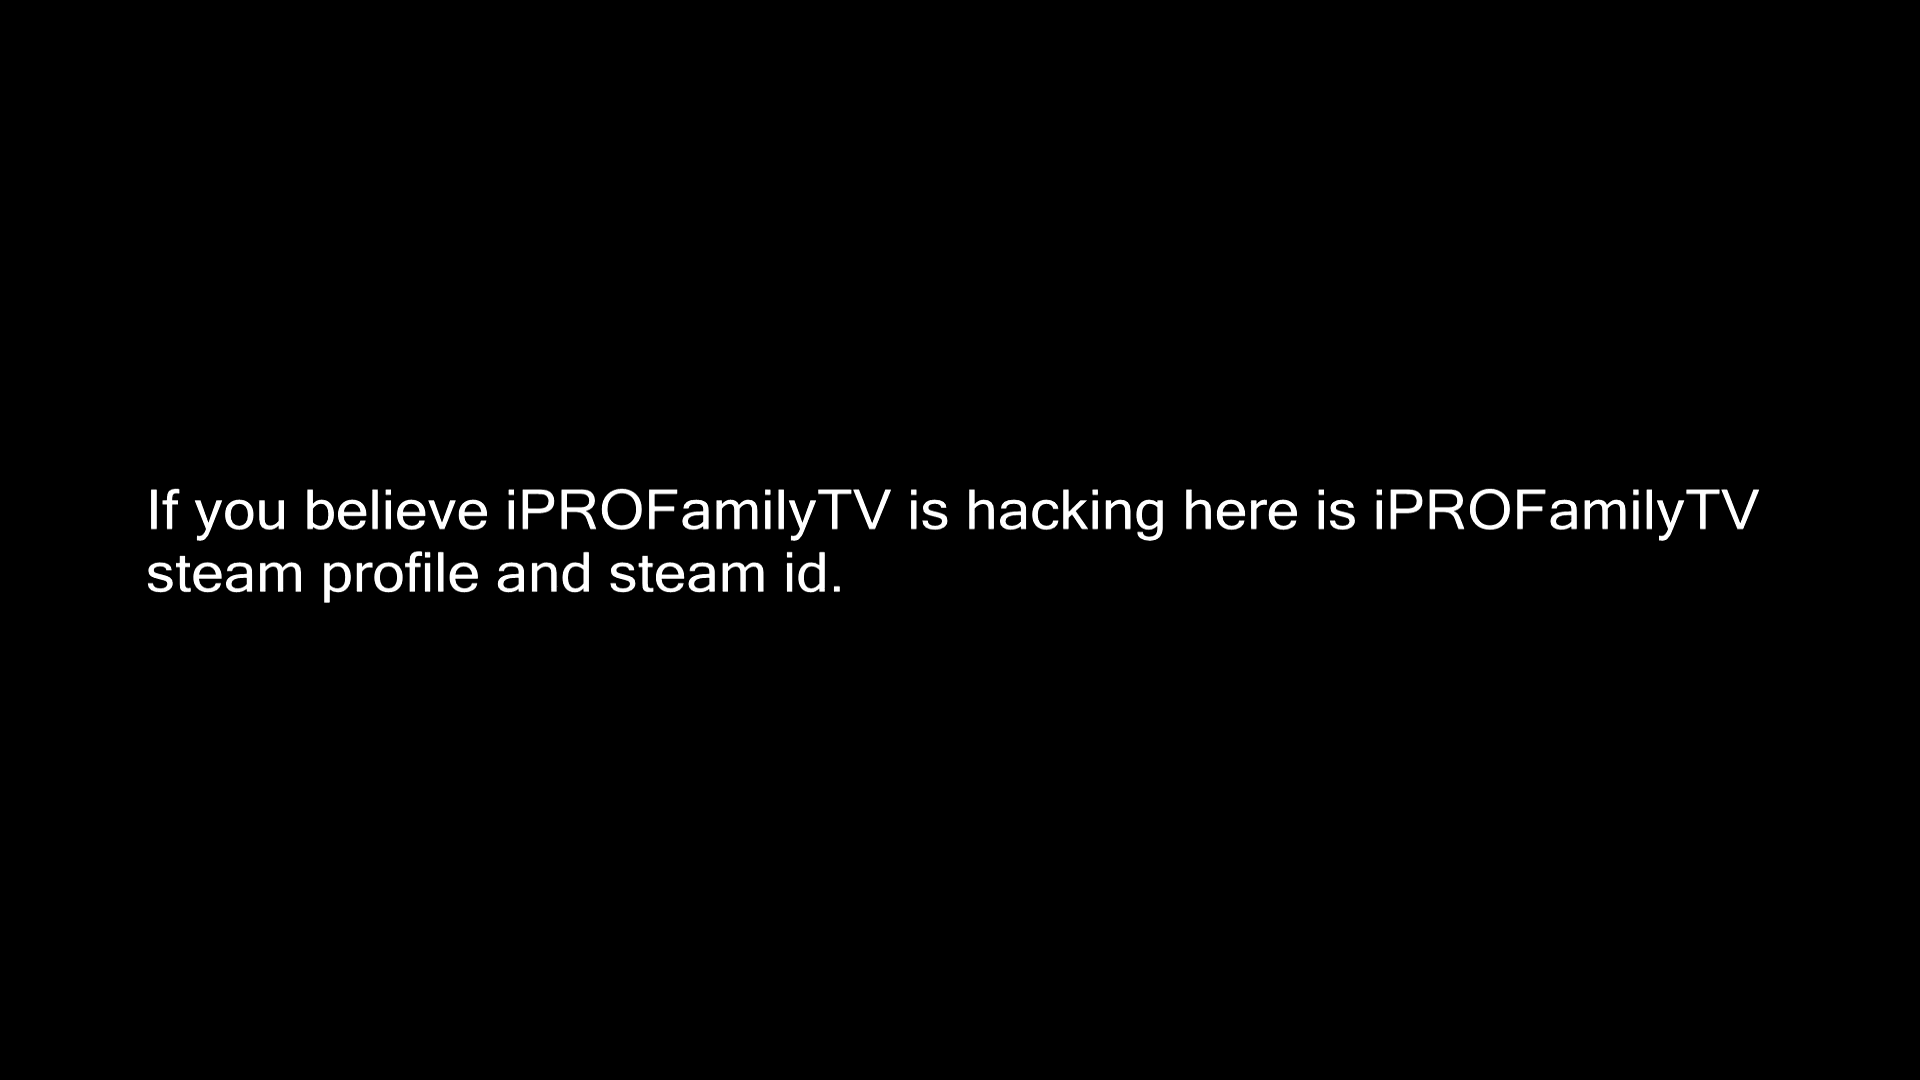 If you believe iPROFamilyTV is hacking here is iPROFamilyTV
steam profile and steam id.